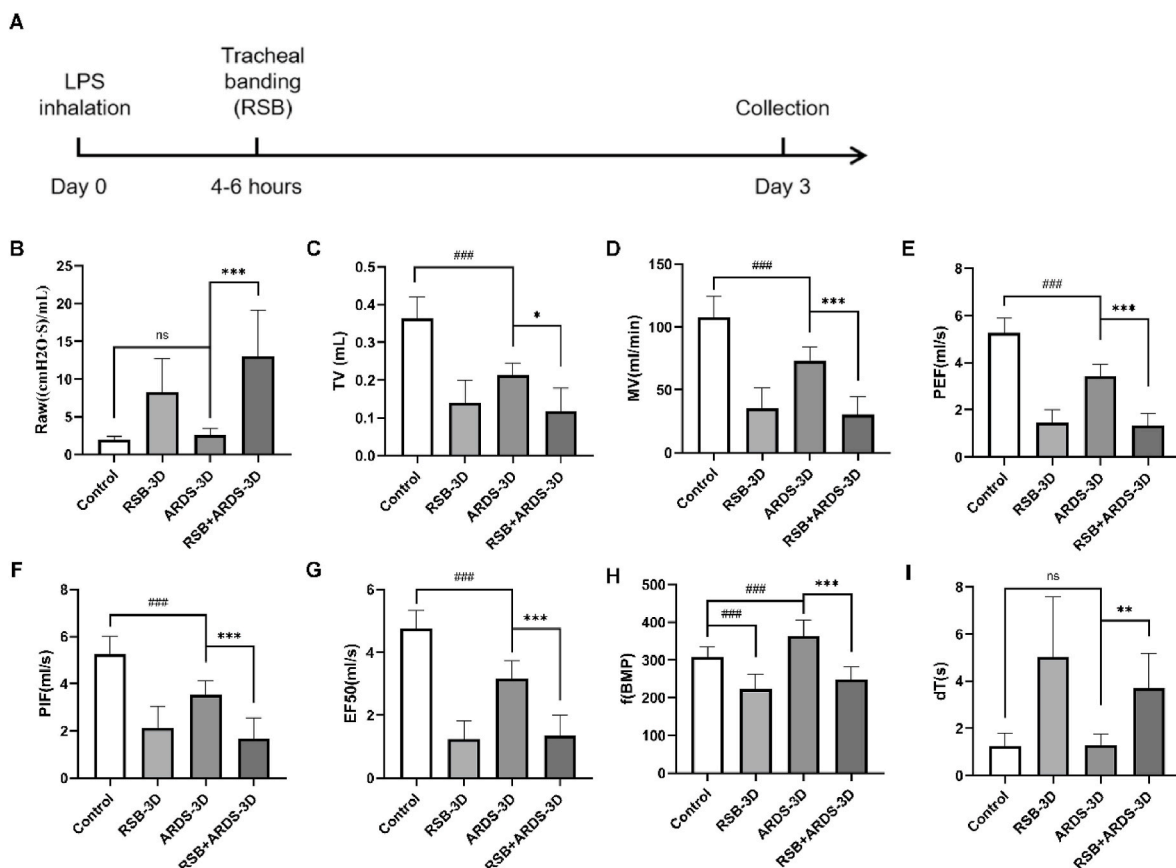 A
LPS
inhalation
Tracheal
banding
(RSB)
Collection
Day 0
4-6 hours
Day 3
B
Raw((cmH2O·S)/mL)
25
20
15
10
5
0
ns
***
Control
RSB-3D
ARDS-3D
RSB+ARDS-3D
C
TV (mL)
0.5
0.4
0.3
0.2
0.1
0.0
###
*
Control
RSB-3D
ARDS-3D
RSB+ARDS-3D
D
MV(ml/min)
150
100
50
0
###
***
Control
RSB-3D
ARDS-3D
RSB+ARDS-3D
E
PEF(ml/s)
8
6
4
2
0
###
***
Control
RSB-3D
ARDS-3D
RSB+ARDS-3D
F
PIF(ml/s)
8
6
4
2
0
###
***
Control
RSB-3D
ARDS-3D
RSB+ARDS-3D
G
EF50(ml/s)
6
4
2
0
###
***
Control
RSB-3D
ARDS-3D
RSB+ARDS-3D
H
f(BMP)
500
400
300
200
100
0
###
###
***
Control
RSB-3D
ARDS-3D
RSB+ARDS-3D
I
dT(s)
8
6
4
2
0
ns
**
Control
RSB-3D
ARDS-3D
RSB+ARDS-3D